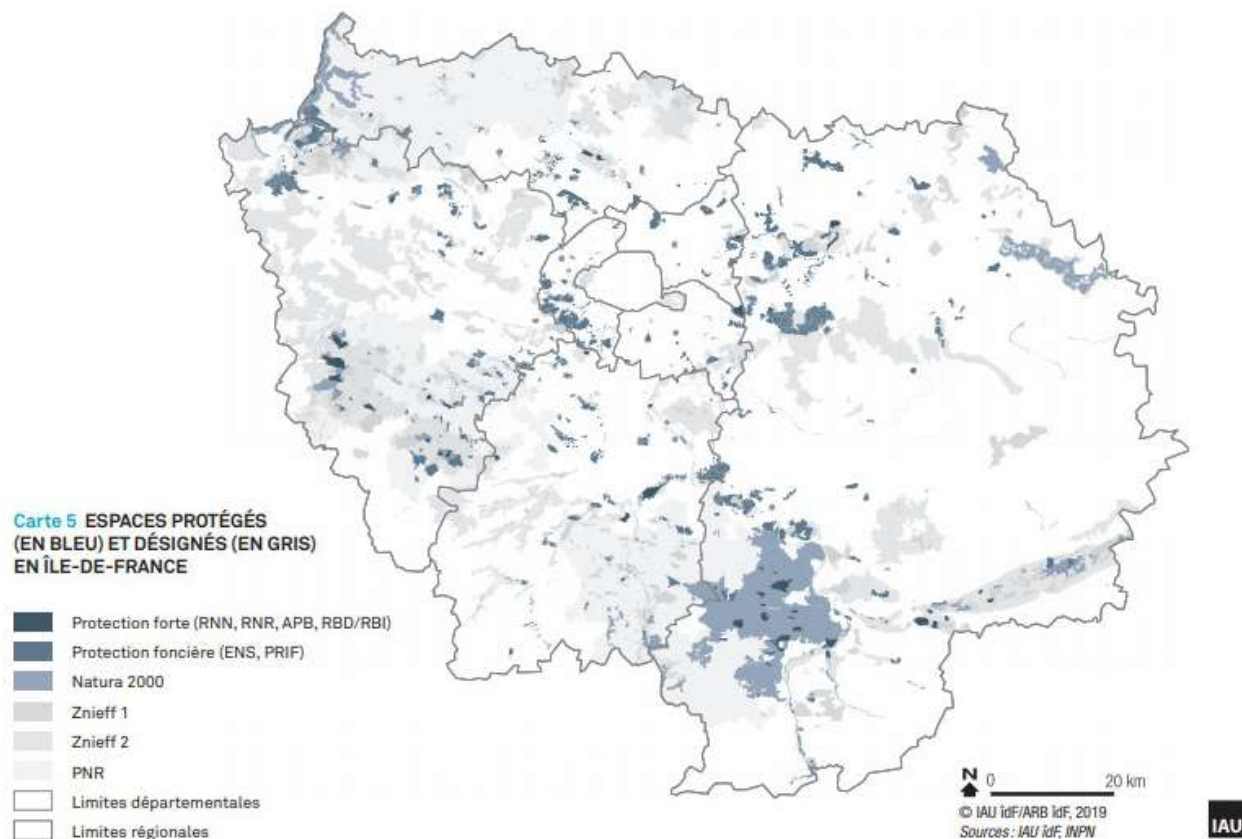 Carte 5 ESPACES PROTÉGÉS
(EN BLEU) ET DÉSIGNÉS (EN GRIS)
EN ÎLE-DE-FRANCE
Protection forte (RNN, RNR, APB, RBD/RBI)
Protection foncière (ENS, PRIF)
Natura 2000
Znieff 1
Znieff 2
PNR
Limites départementales
Limites régionales
N 0 20 km
© IAU îdF/ARB îdF, 2019
Sources : IAU îdF, INPN
IAU